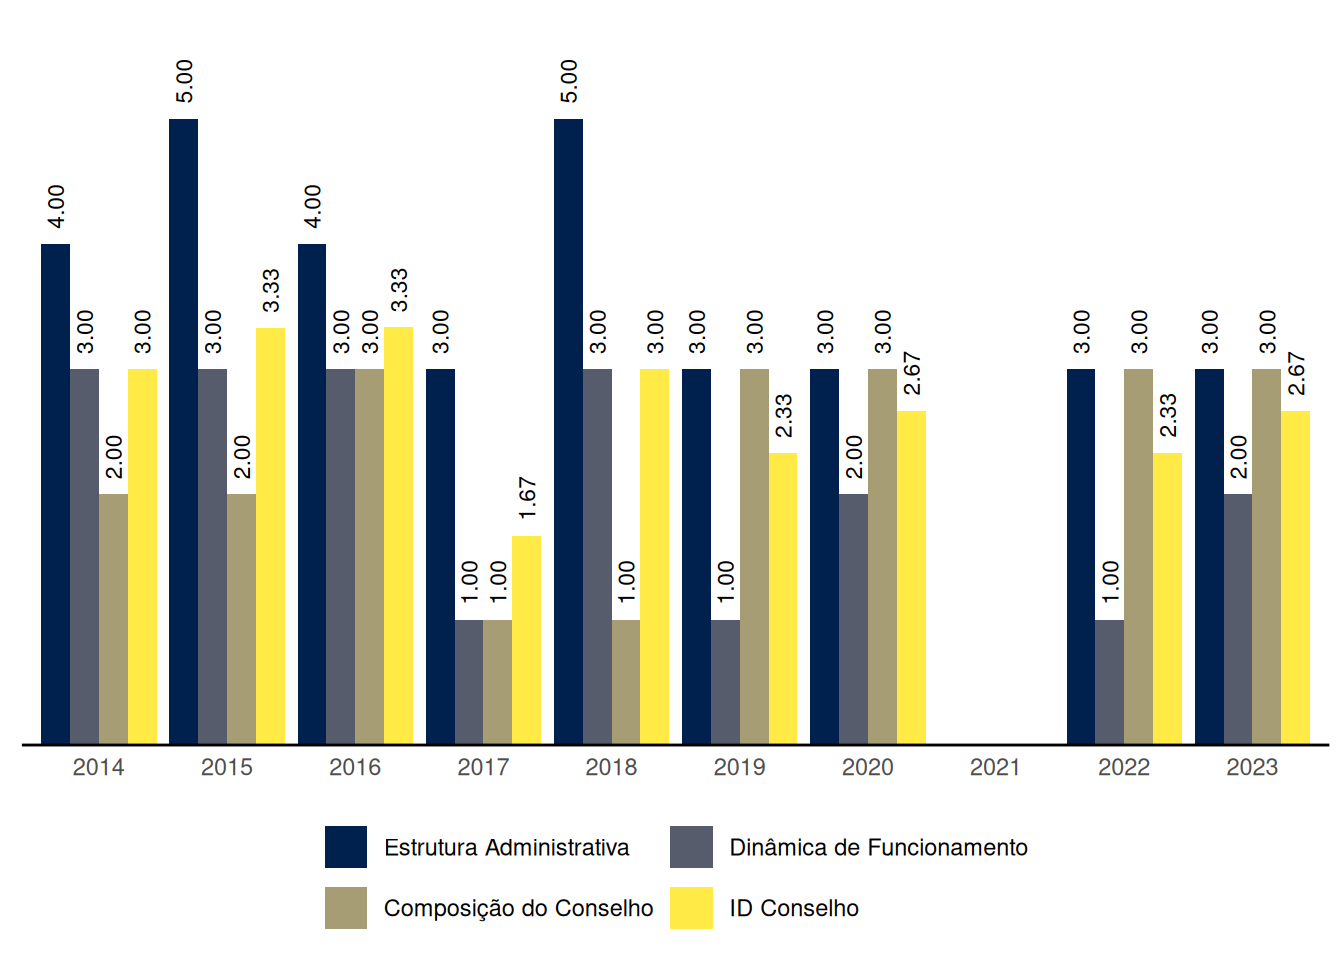 4.00 3.00 2.00 3.00
5.00 3.00 2.00 3.33
4.00 3.00 3.00 3.33
3.00 1.00 1.00 1.67
5.00 3.00 1.00 3.00
3.00 1.00 3.00 2.33
3.00 2.00 3.00 2.67
3.00 1.00 3.00 2.33
3.00 2.00 3.00 2.67
2014 2015 2016 2017 2018 2019 2020 2021 2022 2023
Estrutura Administrativa Dinâmica de Funcionamento
Composição do Conselho ID Conselho